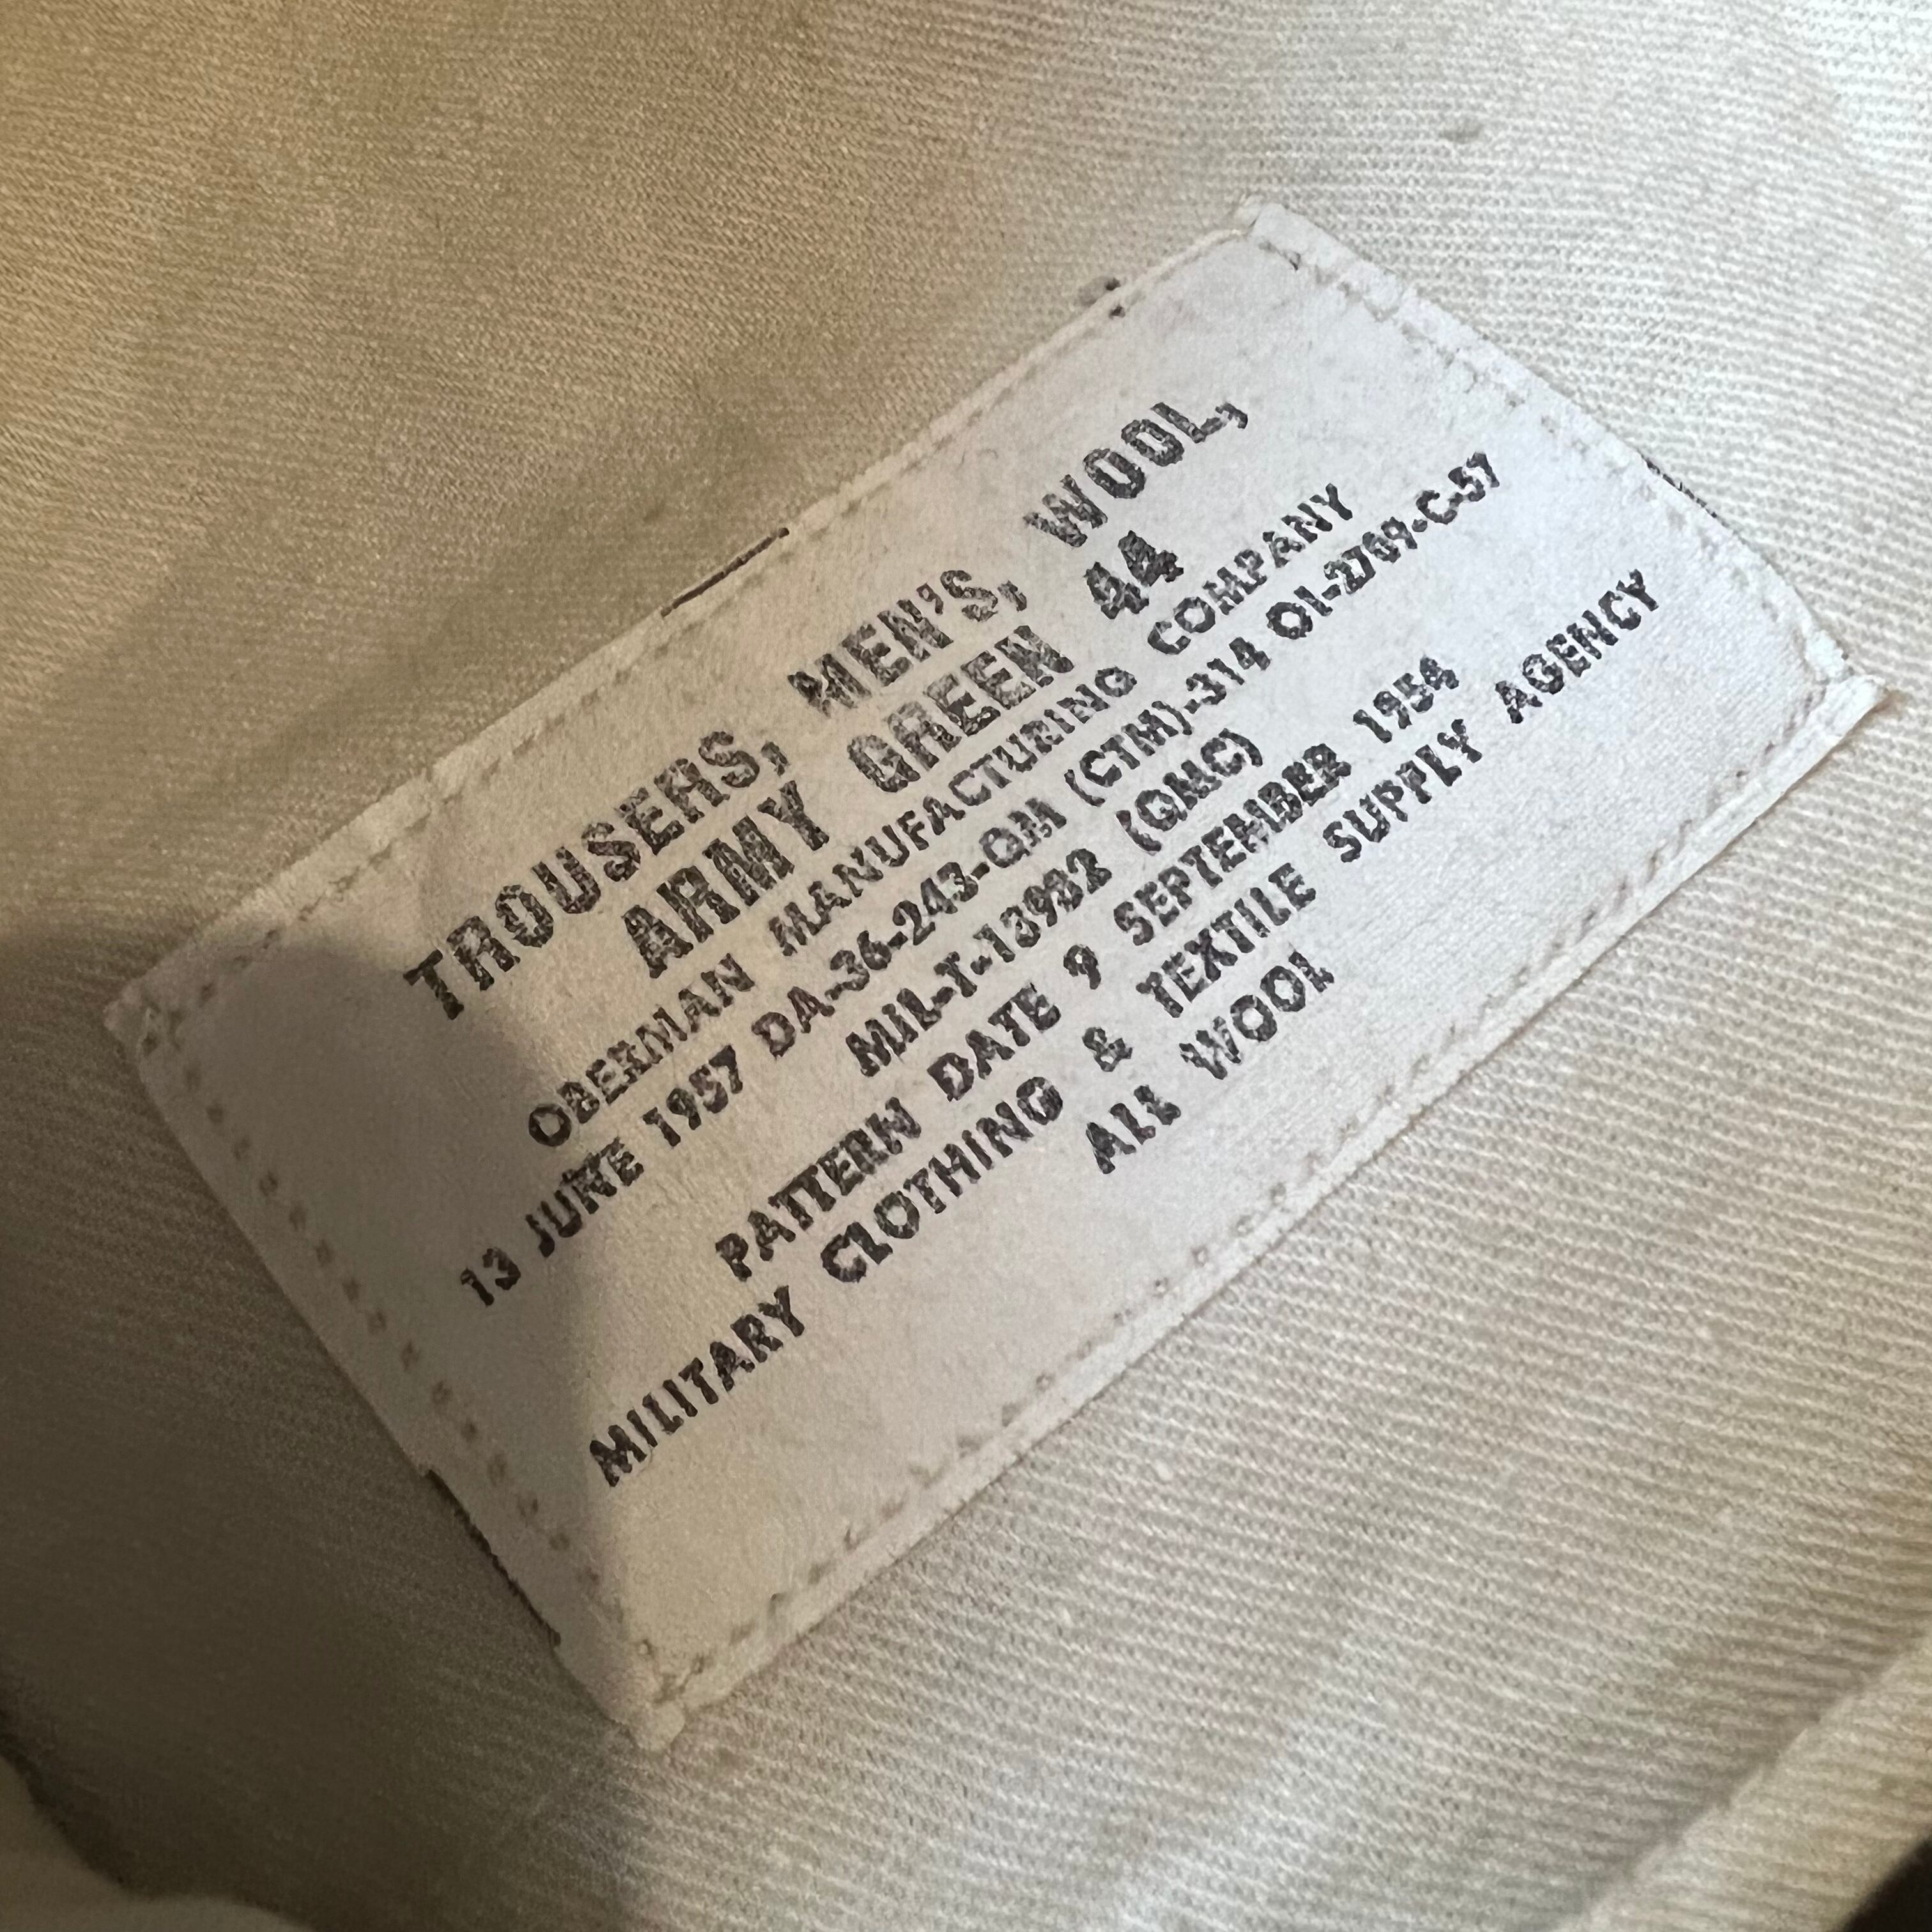 TROUSERS, MEN'S, WOOL,
ARMY GREEN 44
OBERMAN MANUFACTURING COMPANY
13 JUNE 1957 DA-36-243-QM (CTM)-314 OI-2709-C-57
MIL-T-13982 (QMC)
PATTERN DATE 9 SEPTEMBER 1954
MILITARY CLOTHING & TEXTILE SUPPLY AGENCY
ALL WOOL